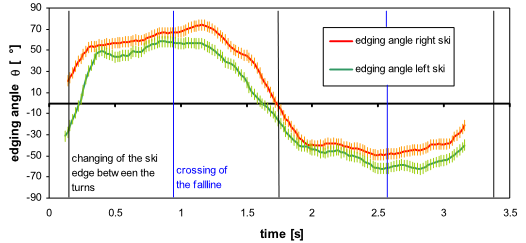 90
70
50
30
10
-10
-30
-50
-70
-90
edging angle θ [ °]
edging angle right ski
edging angle left ski
changing of the ski
edge between the
turns
crossing of
the fallline
0
0.5
1
1.5
2
2.5
3
3.5
time [s]